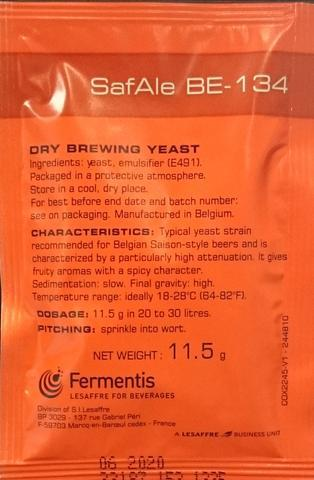 SafAle BE-134
DRY BREWING YEAST
Ingredients: yeast, emulsifier (E491).
Packaged in a protective atmosphere.
Store in a cool, dry place.
For best before end date and batch number:
see on packaging. Manufactured in Belgium.
CHARACTERISTICS: Typical yeast strain
recommended for Belgian Saison-style beers and is
characterized by a particularly high attenuation. It gives
fruity aromas with a spicy character.
Sedimentation: slow. Final gravity: high.
Temperature range: ideally 18-28°C (64-82°F).
DOSAGE: 11.5 g in 20 to 30 litres.
PITCHING: sprinkle into wort.
NET WEIGHT: 11.5 g
Fermentis
LESAFFRE FOR BEVERAGES
Division of S.I.Lesaffre
BP 3029 - 137 rue Gabriel Péri
F-59703 Marcq-en-Barœul cedex - France
A LESAFFRE BUSINESS UNIT
COX2245-V1 - 244810
06 2020